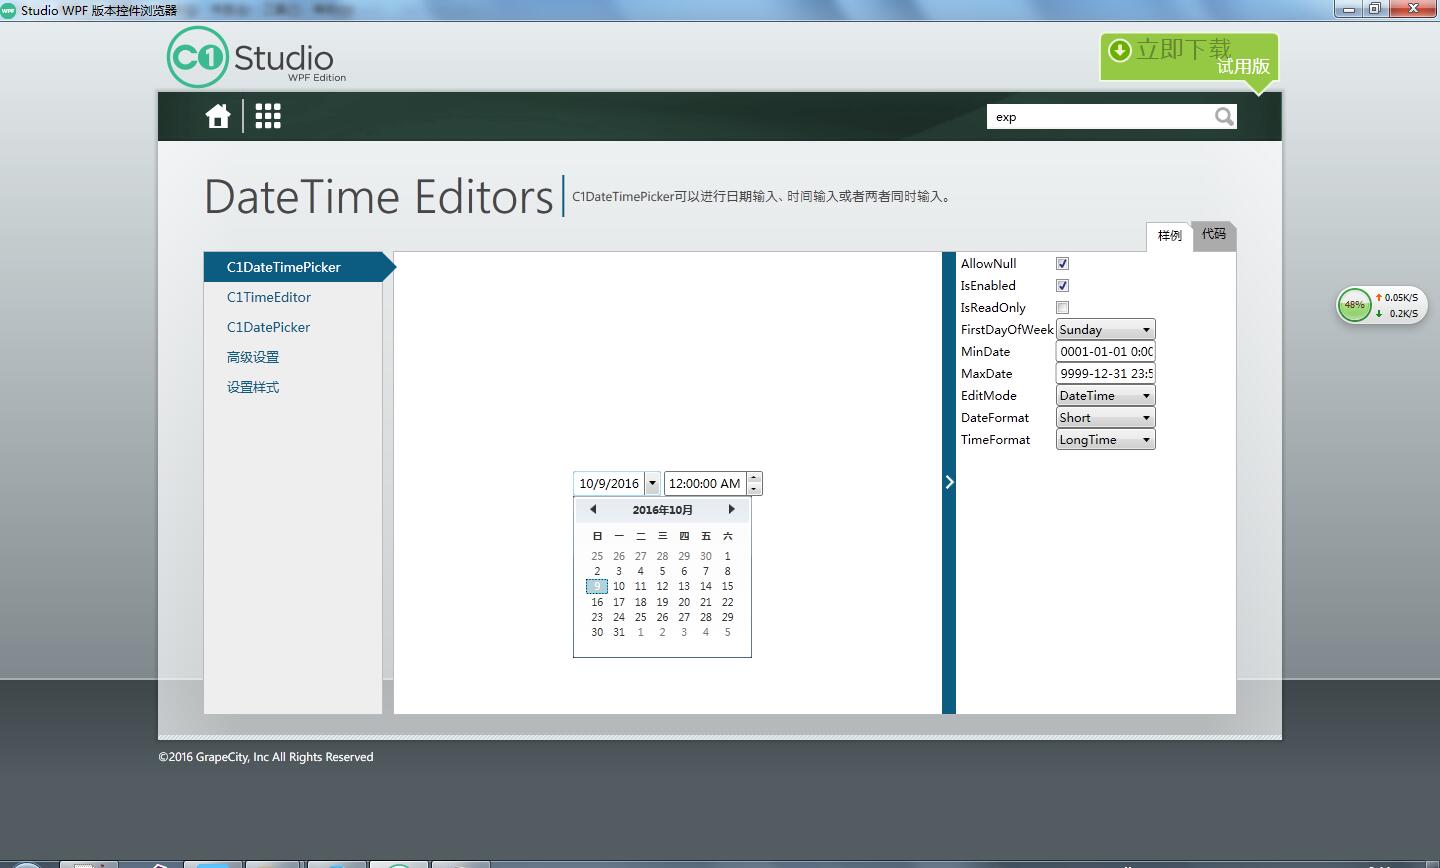 Studio WPF 版本控件浏览器
C1 Studio
WPF Edition
立即下载
试用版
exp
DateTime Editors
C1DateTimePicker可以进行日期输入、时间输入或者两者同时输入。
样例 代码
C1DateTimePicker
C1TimeEditor
C1DatePicker
高级设置
设置样式
10/9/2016 12:00:00 AM
2016年10月
日 一 二 三 四 五 六
25 26 27 28 29 30 1
2 3 4 5 6 7 8
9 10 11 12 13 14 15
16 17 18 19 20 21 22
23 24 25 26 27 28 29
30 31 1 2 3 4 5
AllowNull
IsEnabled
IsReadOnly
FirstDayOfWeek Sunday
MinDate 0001-01-01 0:00
MaxDate 9999-12-31 23:5
EditMode DateTime
DateFormat Short
TimeFormat LongTime
48% 0.05K/S
0.2K/S
©2016 GrapeCity, Inc All Rights Reserved